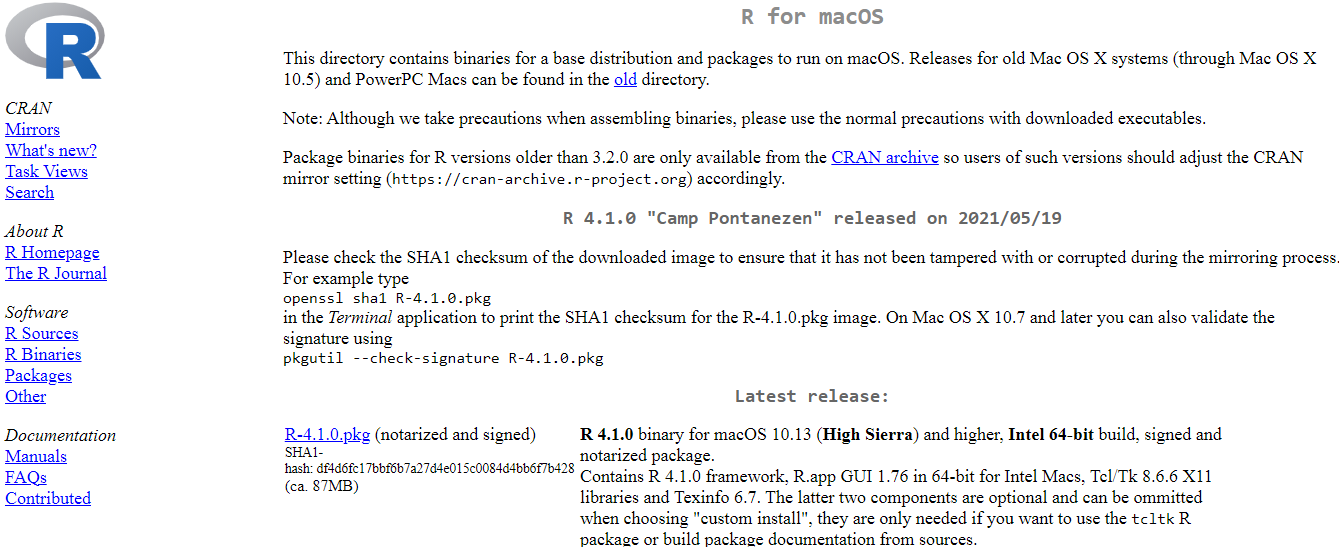 R
R for macOS
This directory contains binaries for a base distribution and packages to run on macOS. Releases for old Mac OS X systems (through Mac OS X
10.5) and PowerPC Macs can be found in the old directory.
Note: Although we take precautions when assembling binaries, please use the normal precautions with downloaded executables.
Package binaries for R versions older than 3.2.0 are only available from the CRAN archive so users of such versions should adjust the CRAN
mirror setting (https://cran-archive.r-project.org) accordingly.
R 4.1.0 "Camp Pontanezen" released on 2021/05/19
Please check the SHA1 checksum of the downloaded image to ensure that it has not been tampered with or corrupted during the mirroring process.
For example type
openssl sha1 R-4.1.0.pkg
in the Terminal application to print the SHA1 checksum for the R-4.1.0.pkg image. On Mac OS X 10.7 and later you can also validate the
signature using
pkgutil --check-signature R-4.1.0.pkg
Latest release:
R-4.1.0.pkg (notarized and signed)
SHA1-
hash: df4d6fc17bbf6b7a27d4e015c0084d4bb6f7b428
(ca. 87MB)
R 4.1.0 binary for macOS 10.13 (High Sierra) and higher, Intel 64-bit build, signed and
notarized package.
Contains R 4.1.0 framework, R.app GUI 1.76 in 64-bit for Intel Macs, Tcl/Tk 8.6.6 X11
libraries and Texinfo 6.7. The latter two components are optional and can be ommitted
when choosing "custom install", they are only needed if you want to use the tcltk R
package or build package documentation from sources.
CRAN
Mirrors
What's new?
Task Views
Search
About R
R Homepage
The R Journal
Software
R Sources
R Binaries
Packages
Other
Documentation
Manuals
FAQs
Contributed